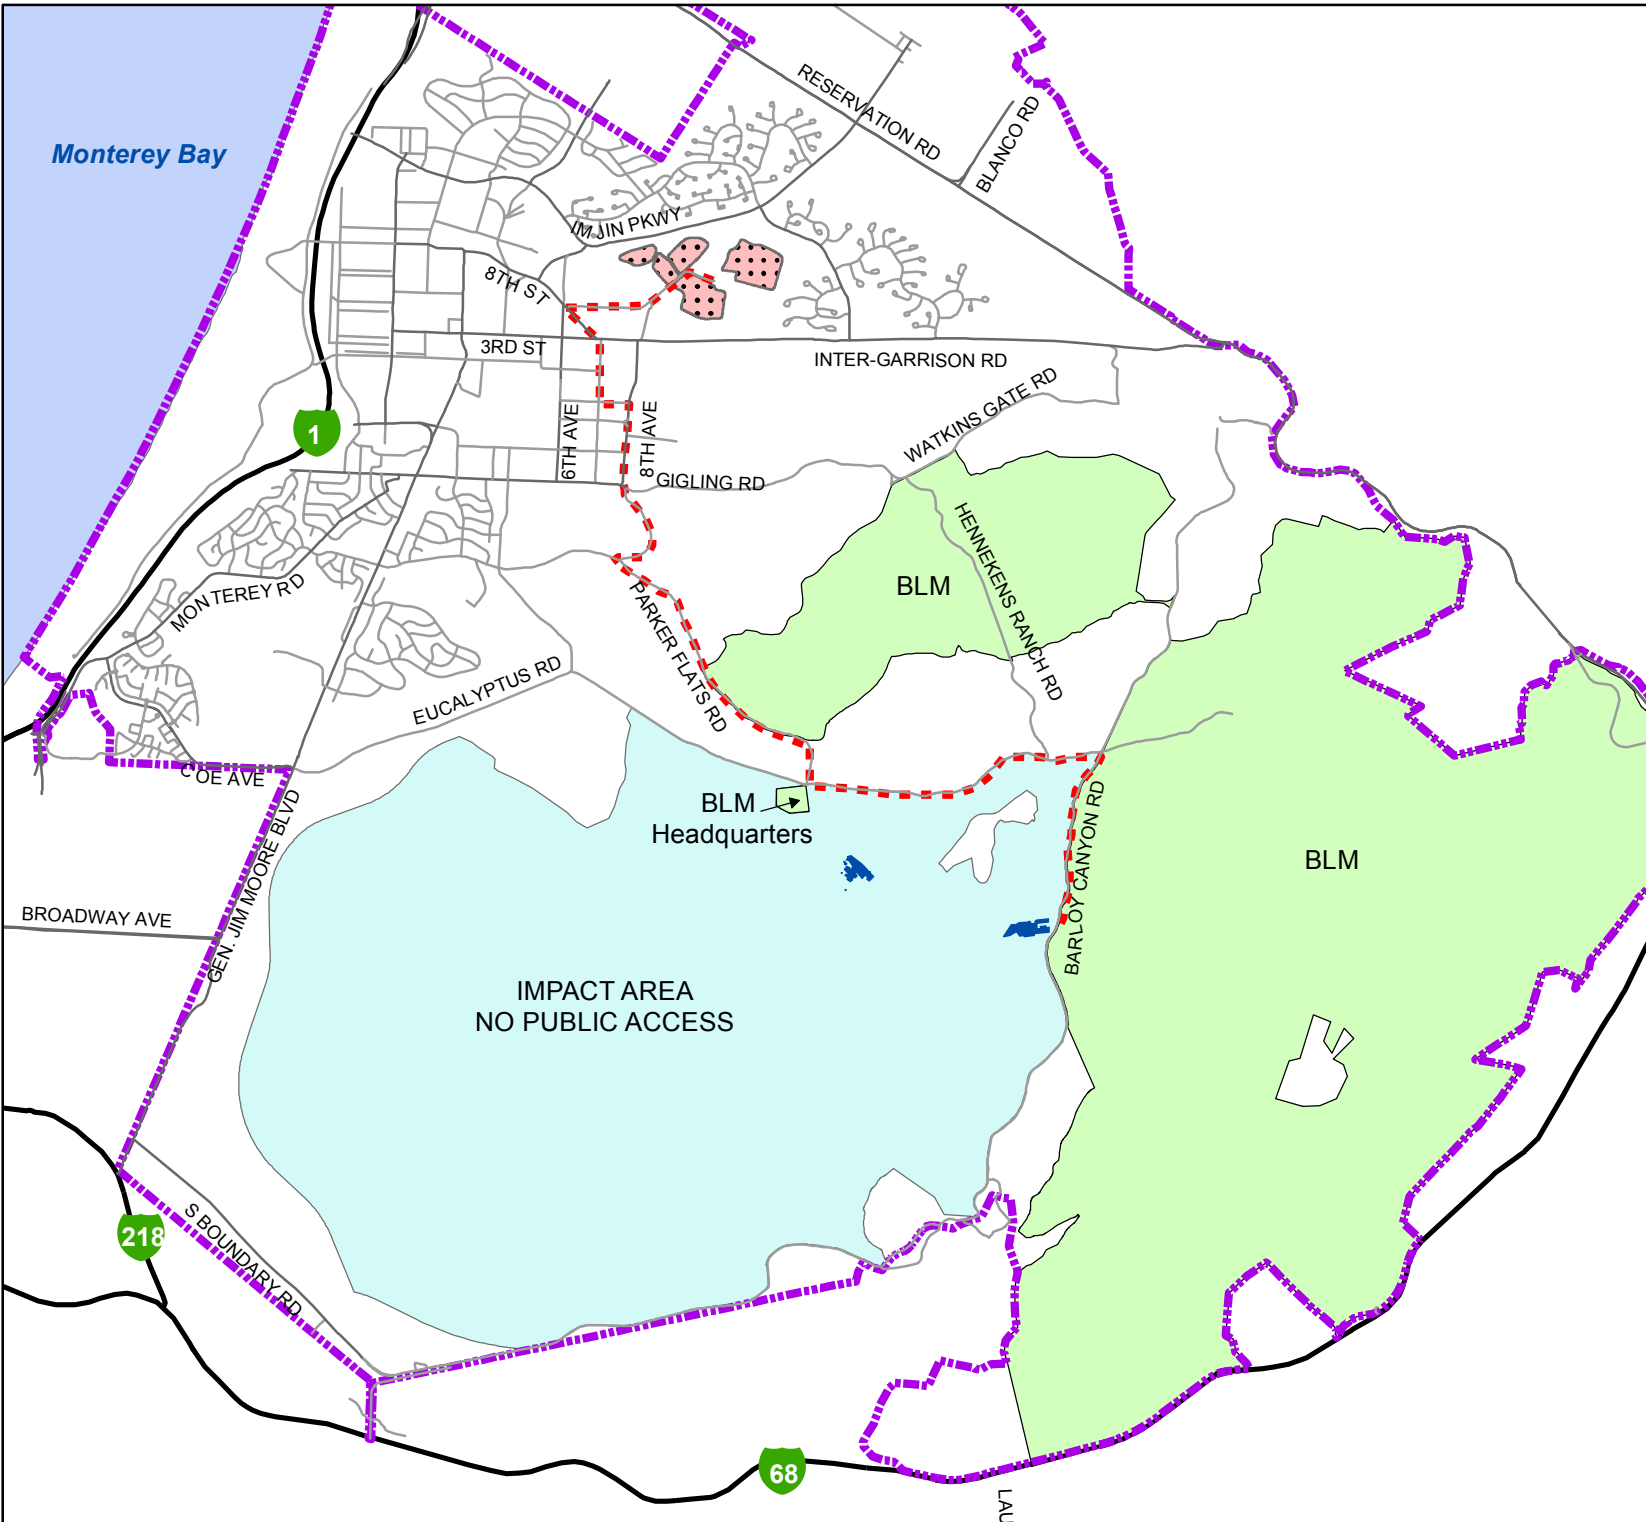 Monterey Bay
RESERVATION RD
BLANCO RD
IMJIN PKWY
8TH ST
3RD ST
INTER-GARRISON RD
1
6TH AVE
8TH AVE
WATKINS GATE RD
GIGLING RD
HENNEKENS RANCH RD
BLM
MONTEREY RD
PARKER FLATS RD
EUCALYPTUS RD
COE AVE
GEN. JIM MOORE BLVD
BLM
Headquarters
BARLOY CANYON RD
BLM
BROADWAY AVE
IMPACT AREA
NO PUBLIC ACCESS
218
S BOUNDARY RD
68
LAU